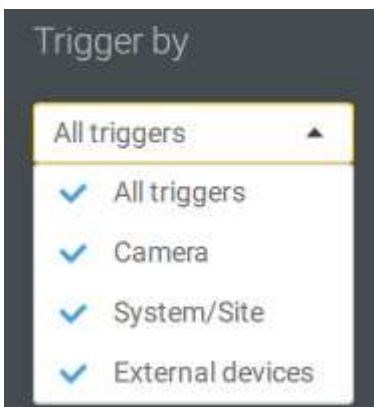 Trigger by
All triggers
All triggers
Camera
System/Site
External devices